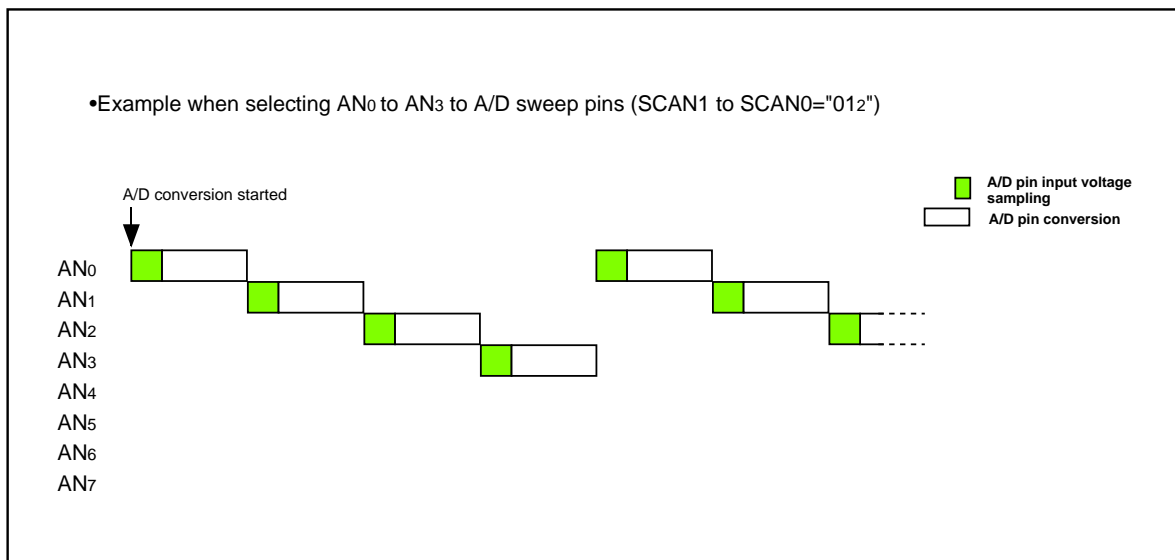 •Example when selecting AN0 to AN3 to A/D sweep pins (SCAN1 to SCAN0="012")
A/D conversion started
A/D pin input voltage
sampling
A/D pin conversion
AN0
AN1
AN2
AN3
AN4
AN5
AN6
AN7